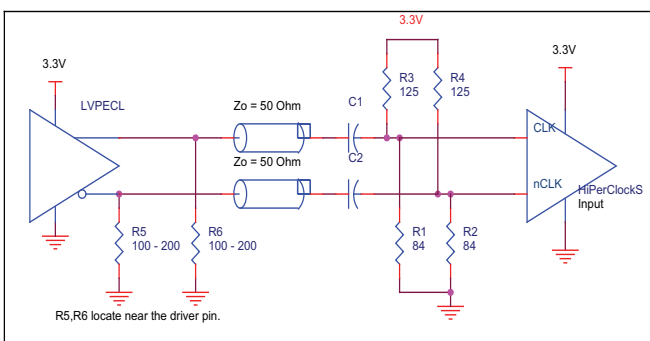 3.3V
3.3V
3.3V
LVPECL
R3
125
R4
125
Zo = 50 Ohm
C1
CLK
Zo = 50 Ohm
C2
nCLK
HiPerClockS
Input
R5
100 - 200
R6
100 - 200
R1
84
R2
84
R5,R6 locate near the driver pin.